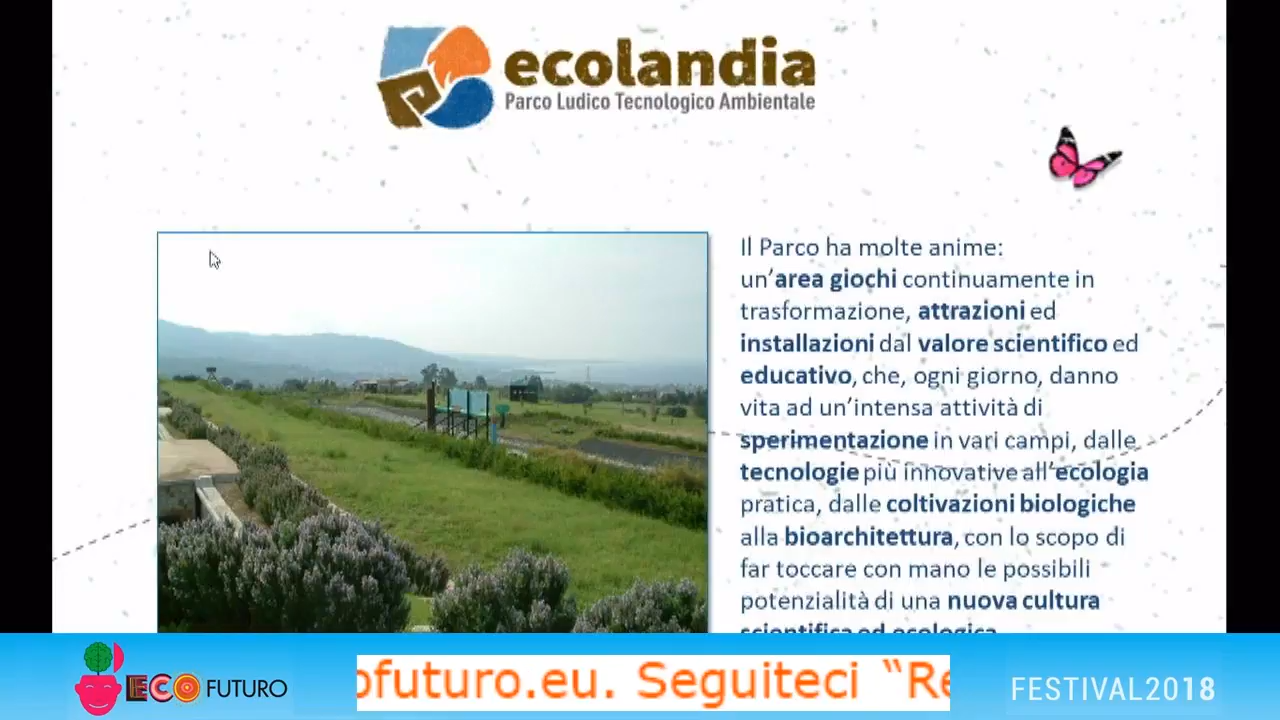 ecolandia
Parco Ludico Tecnologico Ambientale
Il Parco ha molte anime:
un’area giochi continuamente in
trasformazione, attrazioni ed
installazioni dal valore scientifico ed
educativo, che, ogni giorno, danno
vita ad un’intensa attività di
sperimentazione in vari campi, dalle
tecnologie più innovative all’ecologia
pratica, dalle coltivazioni biologiche
alla bioarchitettura, con lo scopo di
far toccare con mano le possibili
potenzialità di una nuova cultura
scientifica ed ecologica
ECO FUTURO
ofuturo.eu. Seguiteci “Re
FESTIVAL2018